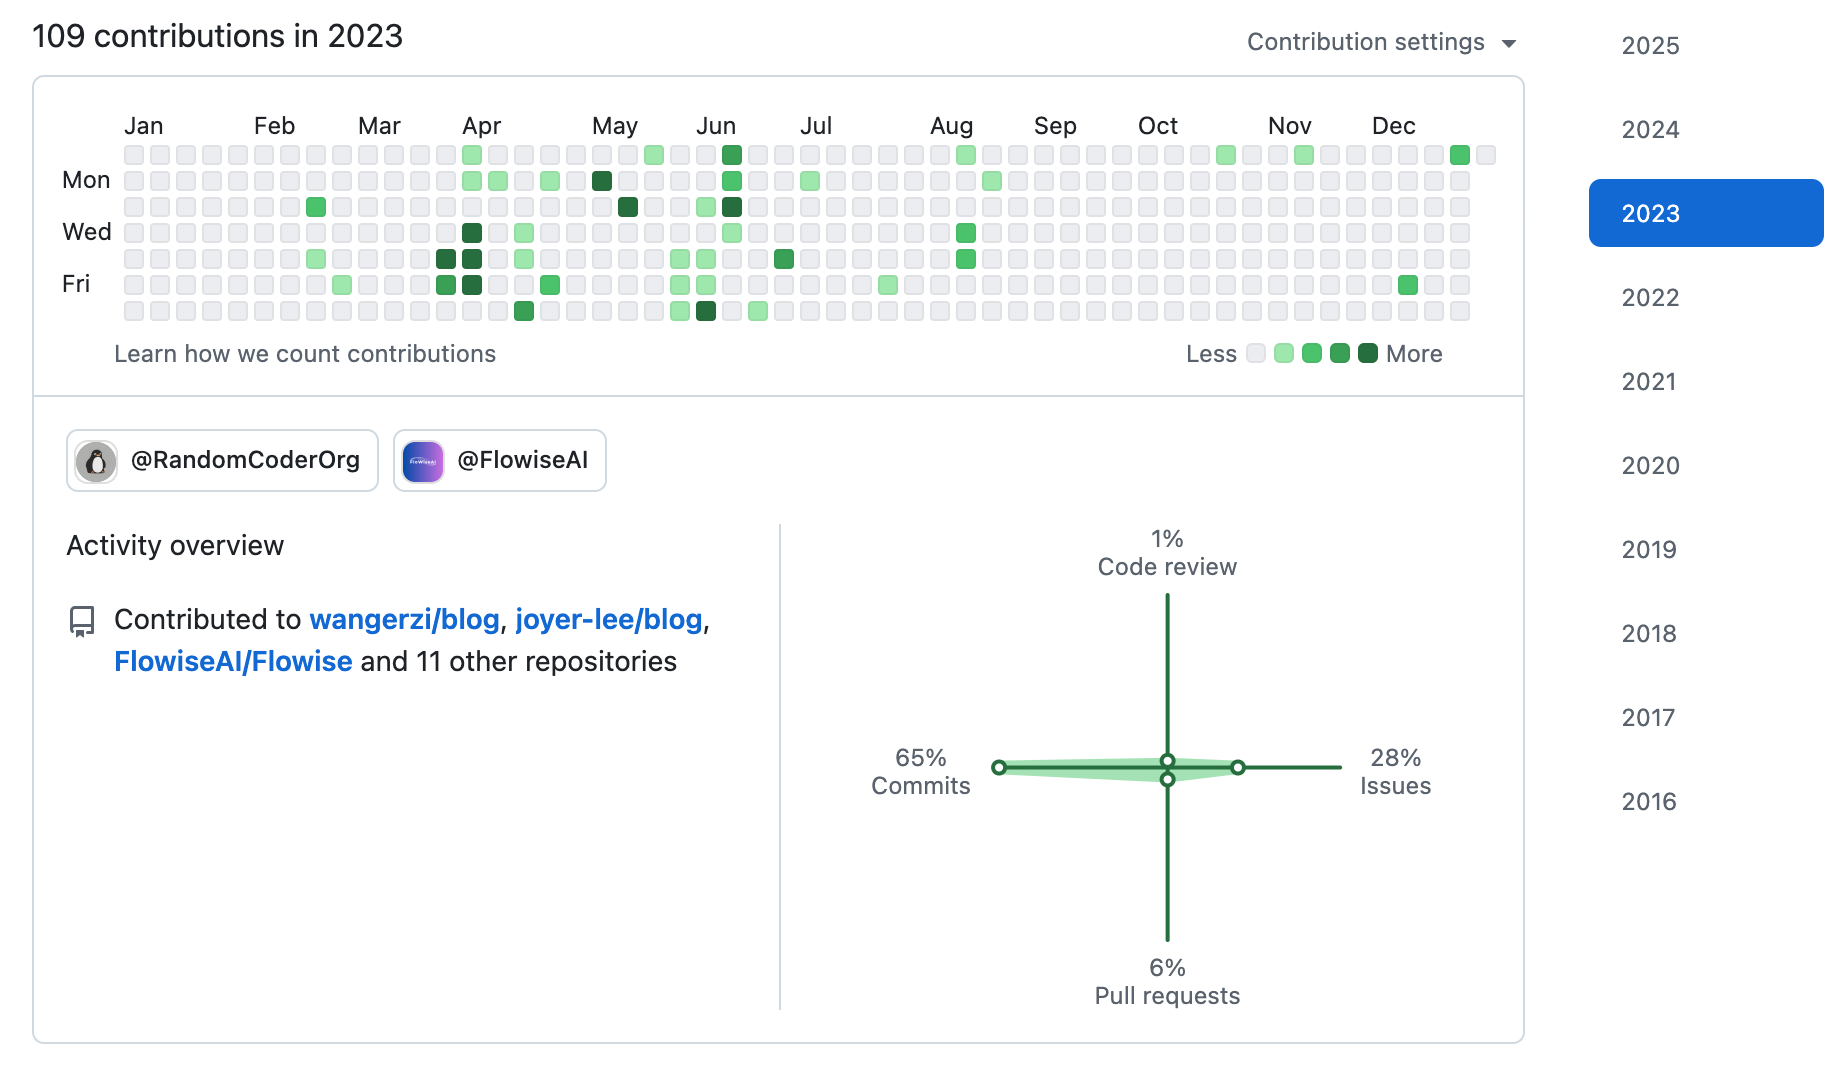 109 contributions in 2023
Contribution settings
Jan Feb Mar Apr May Jun Jul Aug Sep Oct Nov Dec
Mon
Wed
Fri
Learn how we count contributions
Less More
@RandomCoderOrg
FlowiseAI
@FlowiseAI
Activity overview
Contributed to wangerzi/blog, joyer-lee/blog,
FlowiseAI/Flowise and 11 other repositories
1%
Code review
65%
Commits
28%
Issues
6%
Pull requests
2025
2024
2023
2022
2021
2020
2019
2018
2017
2016